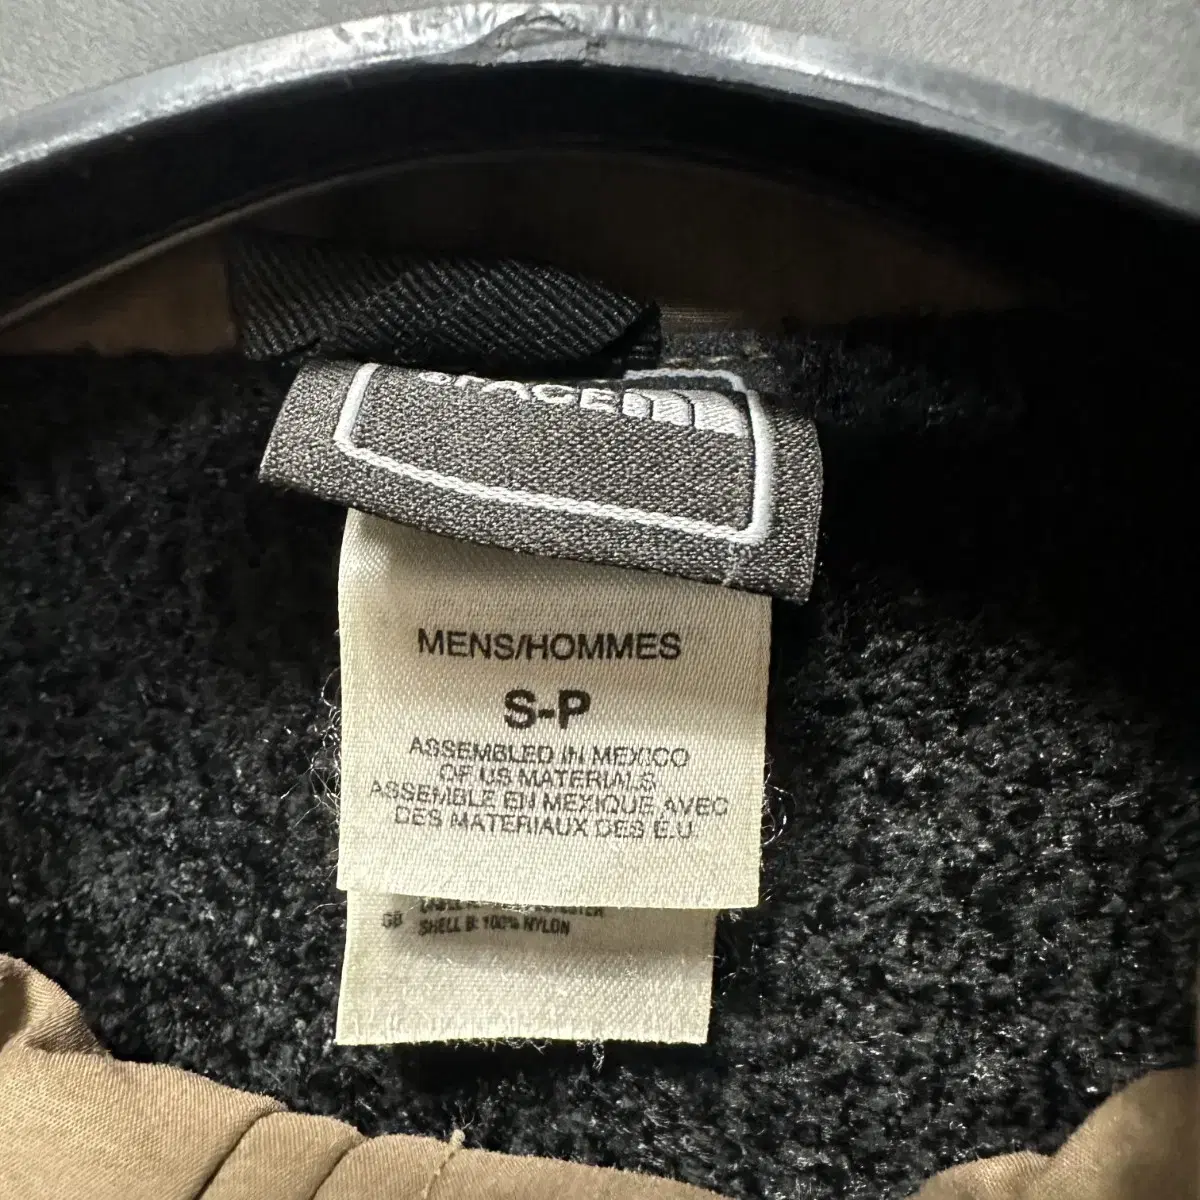 FACE
MENS/HOMMES
S-P
ASSEMBLED IN MEXICO
OF US MATERIALS
ASSEMBLE EN MEXIQUE AVEC
DES MATERIAUX DES E.U.
GB
SHELL B: 100% NYLON